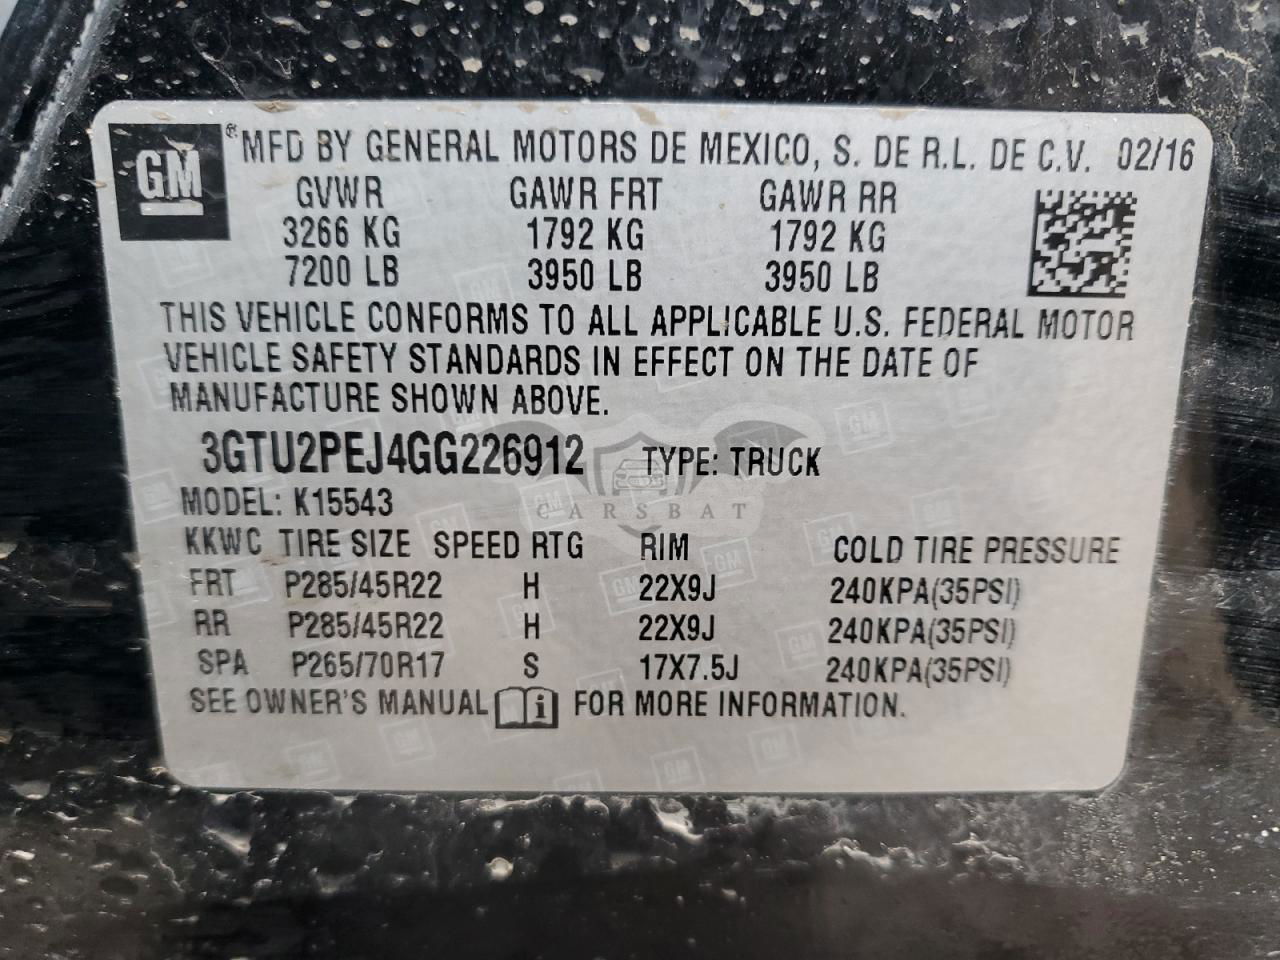 GM ® MFD BY GENERAL MOTORS DE MEXICO, S. DE R.L. DE C.V. 02/16
GVWR GAWR FRT GAWR RR
3266 KG 1792 KG 1792 KG
7200 LB 3950 LB 3950 LB
THIS VEHICLE CONFORMS TO ALL APPLICABLE U.S. FEDERAL MOTOR
VEHICLE SAFETY STANDARDS IN EFFECT ON THE DATE OF
MANUFACTURE SHOWN ABOVE.
3GTU2PEJ4GG226912 TYPE: TRUCK
MODEL: K15543
CARSBAT
KKWC TIRE SIZE SPEED RTG RIM COLD TIRE PRESSURE
FRT P285/45R22 H 22X9J 240KPA(35PSI)
RR P285/45R22 H 22X9J 240KPA(35PSI)
SPA P265/70R17 S 17X7.5J 240KPA(35PSI)
SEE OWNER'S MANUAL i FOR MORE INFORMATION.